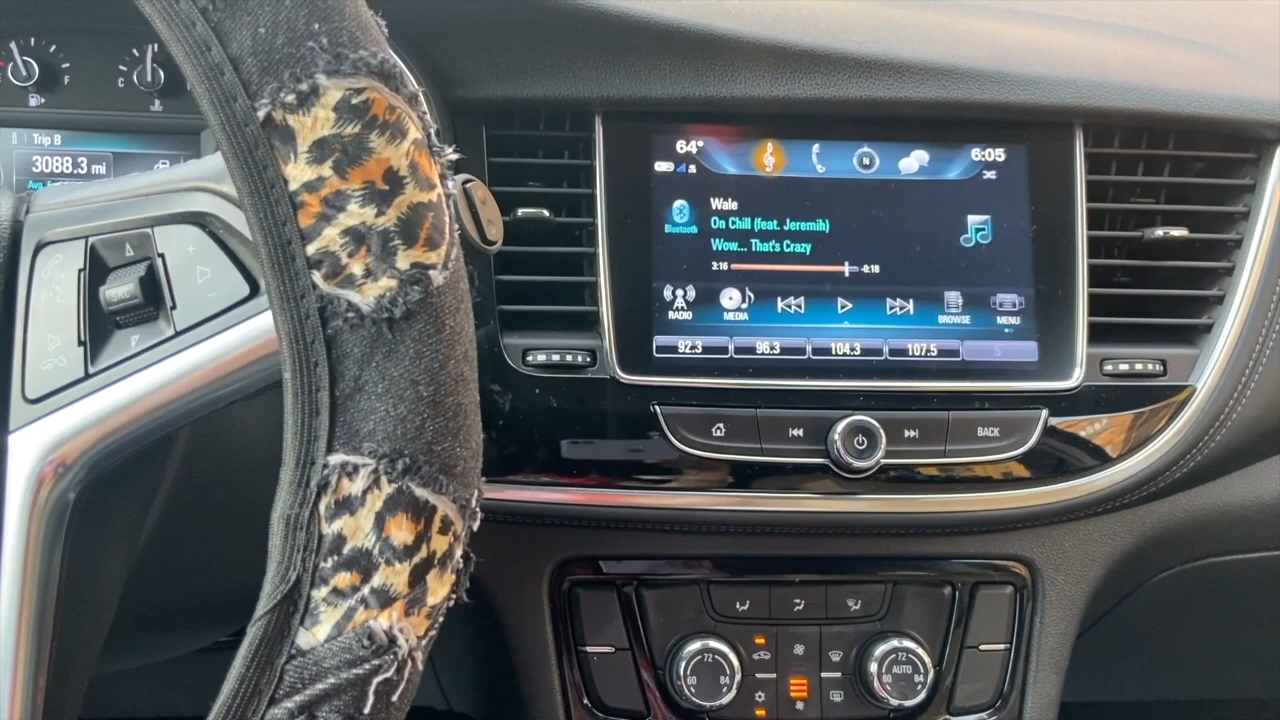 F
C
Trip B
3088.3 mi
SRC
64°
N
6:05
Bluetooth
Wale
On Chill (feat. Jeremih)
Wow... That's Crazy
3:16
-0:18
RADIO
MEDIA
BROWSE
MENU
92.3
96.3
104.3
107.5
5
BACK
72
60 84
72
AUTO
60 84